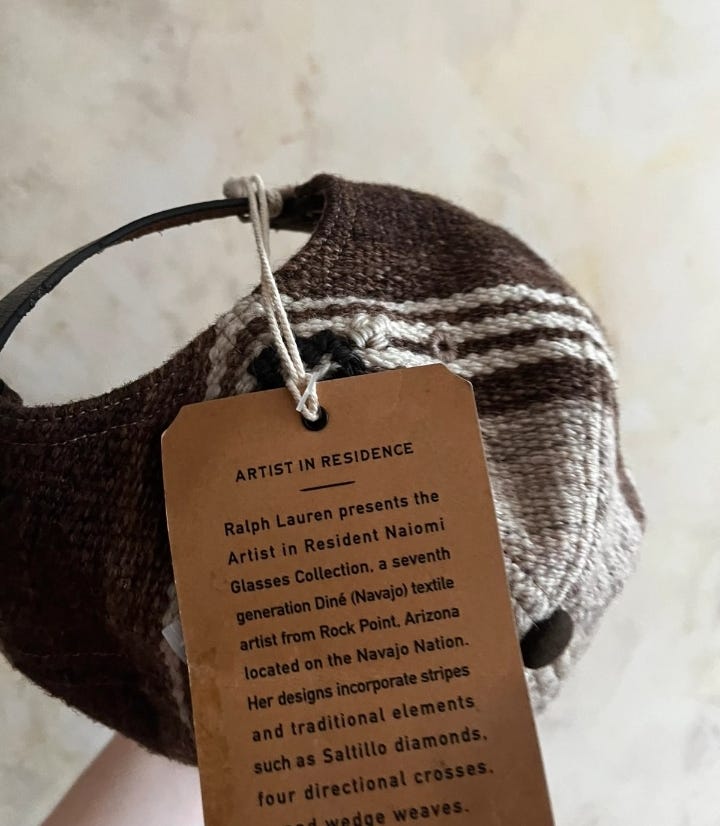 ARTIST IN RESIDENCE
Ralph Lauren presents the
Artist in Resident Naiomi
Glasses Collection, a seventh
generation Diné (Navajo) textile
artist from Rock Point, Arizona
located on the Navajo Nation.
Her designs incorporate stripes
and traditional elements
such as Saltillo diamonds,
four directional crosses,
wedge weaves.